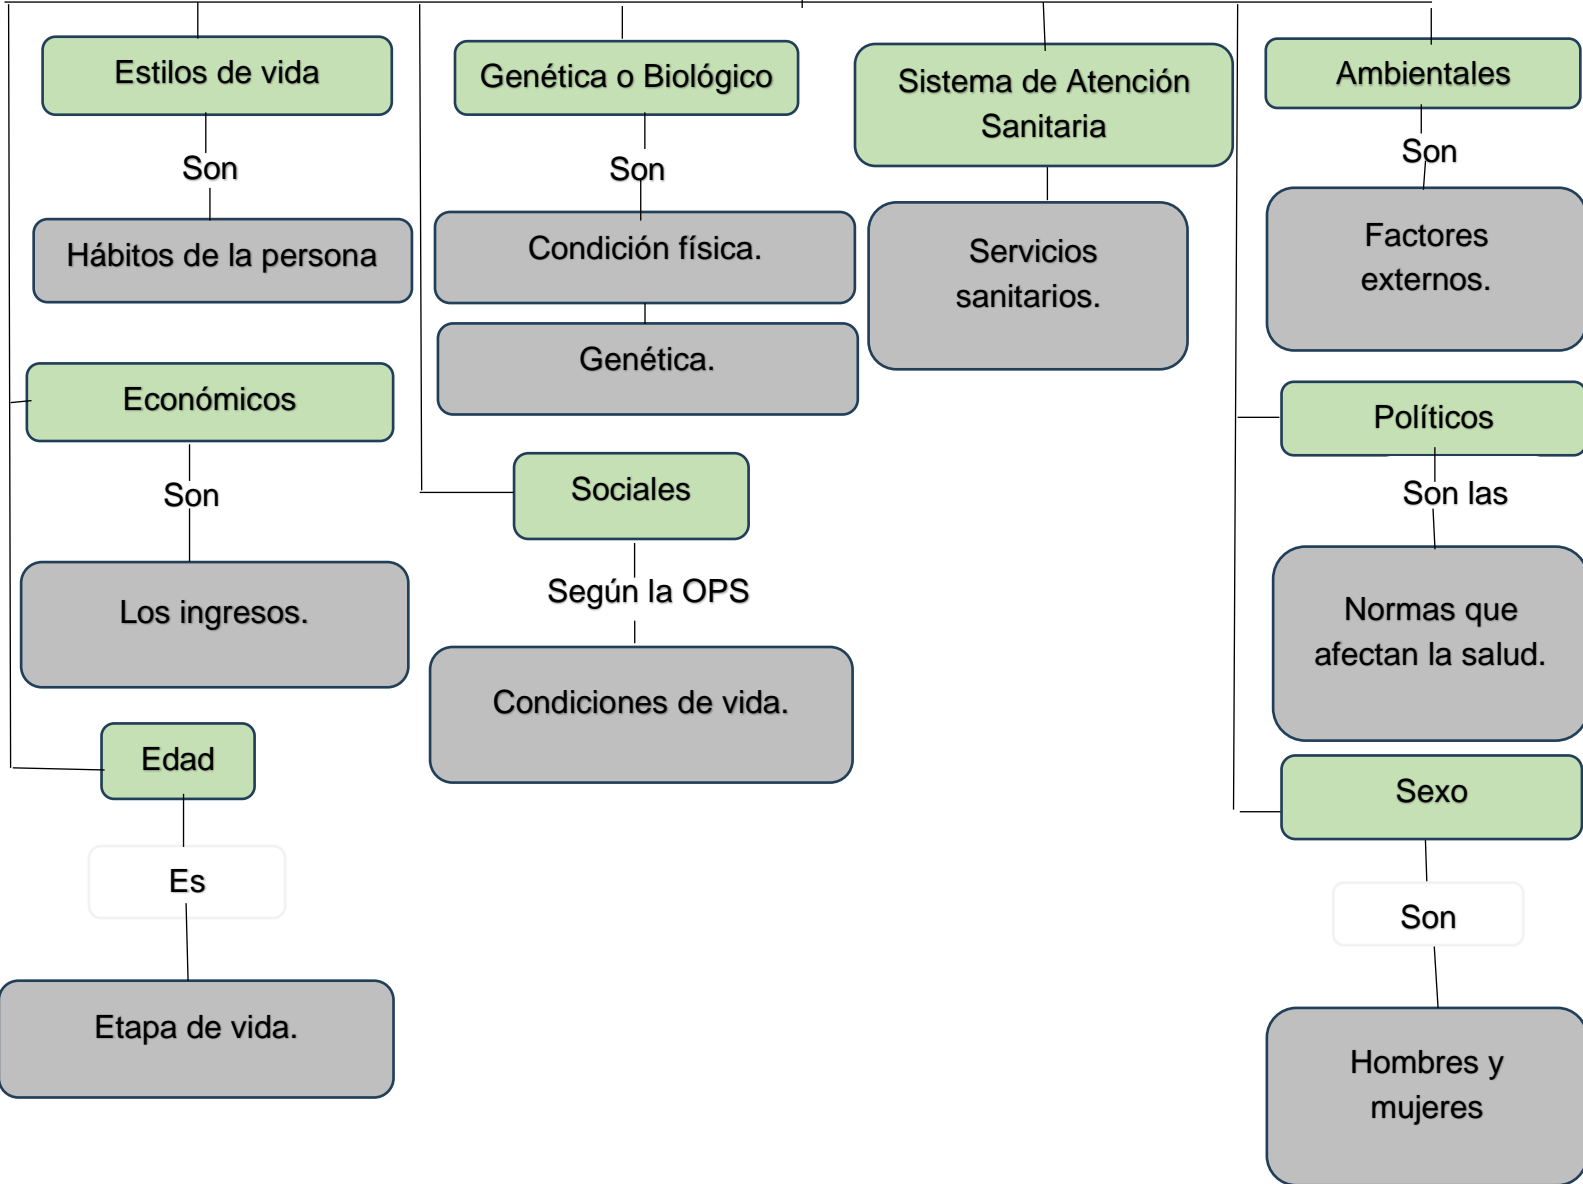 Estilos de vida
Son
Hábitos de la persona
Económicos
Son
Los ingresos.
Edad
Es
Etapa de vida.
Genética o Biológico
Son
Condición física.
Genética.
Sociales
Según la OPS
Condiciones de vida.
Sistema de Atención
Sanitaria
Servicios
sanitarios.
Ambientales
Son
Factores
externos.
Políticos
Son las
Normas que
afectan la salud.
Sexo
Son
Hombres y
mujeres